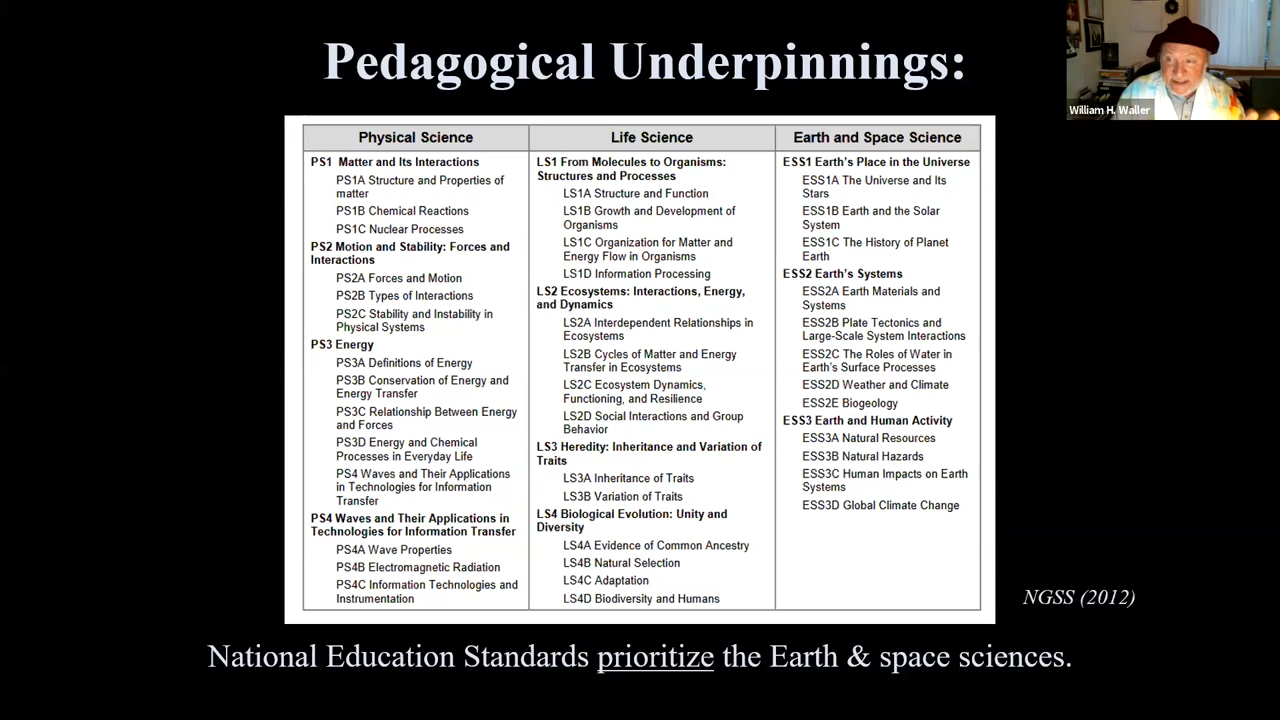 Pedagogical Underpinnings:
William H. Waller
Physical Science
PS1 Matter and Its Interactions
PS1A Structure and Properties of
matter
PS1B Chemical Reactions
PS1C Nuclear Processes
PS2 Motion and Stability: Forces and
Interactions
PS2A Forces and Motion
PS2B Types of Interactions
PS2C Stability and Instability in
Physical Systems
PS3 Energy
PS3A Definitions of Energy
PS3B Conservation of Energy and
Energy Transfer
PS3C Relationship Between Energy
and Forces
PS3D Energy and Chemical
Processes in Everyday Life
PS4 Waves and Their Applications
in Technologies for Information
Transfer
PS4 Waves and Their Applications in
Technologies for Information Transfer
PS4A Wave Properties
PS4B Electromagnetic Radiation
PS4C Information Technologies and
Instrumentation
Life Science
LS1 From Molecules to Organisms:
Structures and Processes
LS1A Structure and Function
LS1B Growth and Development of
Organisms
LS1C Organization for Matter and
Energy Flow in Organisms
LS1D Information Processing
LS2 Ecosystems: Interactions, Energy,
and Dynamics
LS2A Interdependent Relationships in
Ecosystems
LS2B Cycles of Matter and Energy
Transfer in Ecosystems
LS2C Ecosystem Dynamics,
Functioning, and Resilience
LS2D Social Interactions and Group
Behavior
LS3 Heredity: Inheritance and Variation of
Traits
LS3A Inheritance of Traits
LS3B Variation of Traits
LS4 Biological Evolution: Unity and
Diversity
LS4A Evidence of Common Ancestry
LS4B Natural Selection
LS4C Adaptation
LS4D Biodiversity and Humans
Earth and Space Science
ESS1 Earth's Place in the Universe
ESS1A The Universe and Its
Stars
ESS1B Earth and the Solar
System
ESS1C The History of Planet
Earth
ESS2 Earth's Systems
ESS2A Earth Materials and
Systems
ESS2B Plate Tectonics and
Large-Scale System Interactions
ESS2C The Roles of Water in
Earth's Surface Processes
ESS2D Weather and Climate
ESS2E Biogeology
ESS3 Earth and Human Activity
ESS3A Natural Resources
ESS3B Natural Hazards
ESS3C Human Impacts on Earth
Systems
ESS3D Global Climate Change
NGSS (2012)
National Education Standards prioritize the Earth & space sciences.